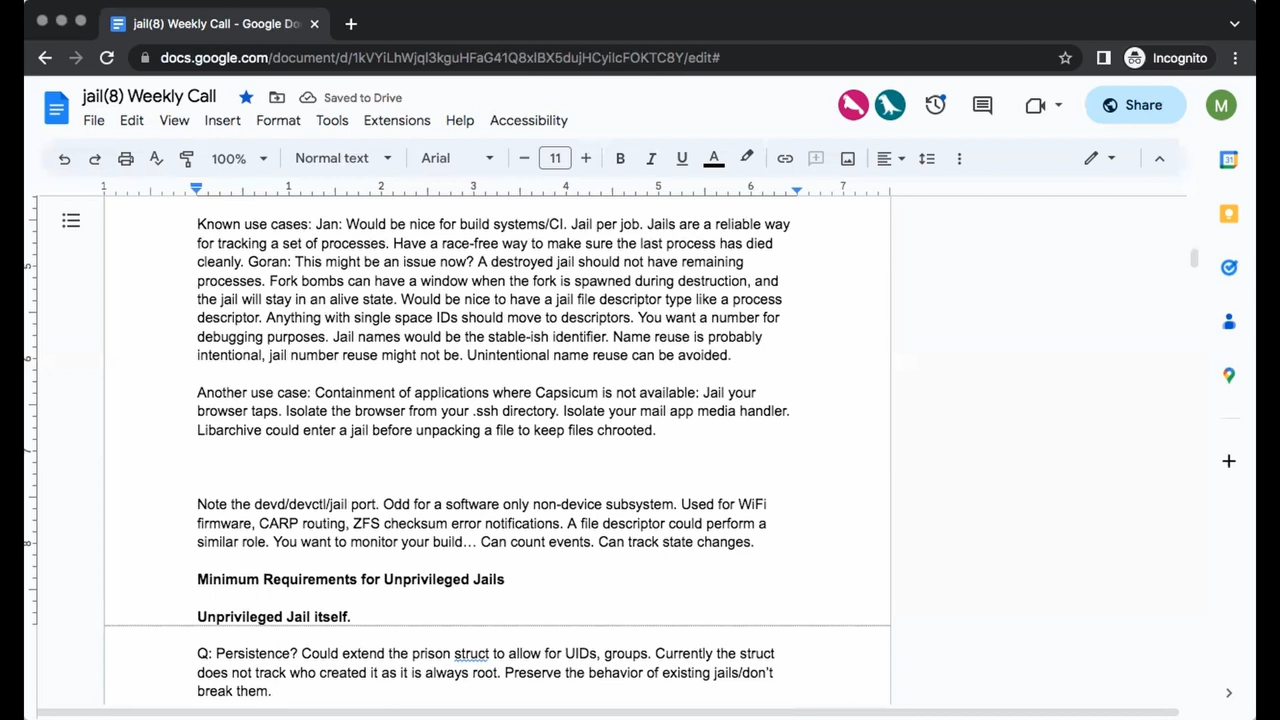 jail(8) Weekly Call - Google Do
docs.google.com/document/d/1kVYiLhWjql3kguHFaG41Q8xlBX5dujHCyiIcFOKTC8Y/edit#
Incognito
jail(8) Weekly Call
Saved to Drive
File Edit View Insert Format Tools Extensions Help Accessibility
Share
M
100% Normal text Arial 11 B I U A
31
1 1 2 3 4 5 6 7
5
6
7
8
Known use cases: Jan: Would be nice for build systems/CI. Jail per job. Jails are a reliable way
for tracking a set of processes. Have a race-free way to make sure the last process has died
cleanly. Goran: This might be an issue now? A destroyed jail should not have remaining
processes. Fork bombs can have a window when the fork is spawned during destruction, and
the jail will stay in an alive state. Would be nice to have a jail file descriptor type like a process
descriptor. Anything with single space IDs should move to descriptors. You want a number for
debugging purposes. Jail names would be the stable-ish identifier. Name reuse is probably
intentional, jail number reuse might not be. Unintentional name reuse can be avoided.
Another use case: Containment of applications where Capsicum is not available: Jail your
browser taps. Isolate the browser from your .ssh directory. Isolate your mail app media handler.
Libarchive could enter a jail before unpacking a file to keep files chrooted.
Note the devd/devctl/jail port. Odd for a software only non-device subsystem. Used for WiFi
firmware, CARP routing, ZFS checksum error notifications. A file descriptor could perform a
similar role. You want to monitor your build… Can count events. Can track state changes.
Minimum Requirements for Unprivileged Jails
Unprivileged Jail itself.
Q: Persistence? Could extend the prison struct to allow for UIDs, groups. Currently the struct
does not track who created it as it is always root. Preserve the behavior of existing jails/don't
break them.